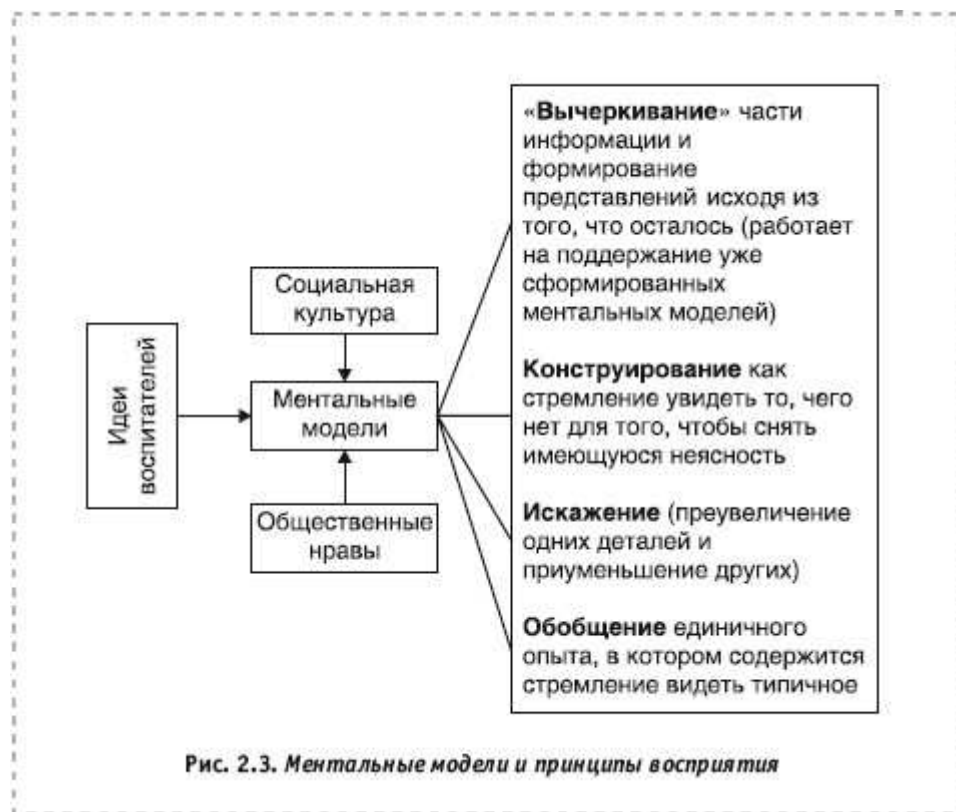 Идеи
воспитателей
Социальная
культура
Ментальные
модели
Общественные
нравы
«Вычеркивание» части
информации и
формирование
представлений исходя из
того, что осталось (работает
на поддержание уже
сформированных
ментальных моделей)
Конструирование как
стремление увидеть то, чего
нет для того, чтобы снять
имеющуюся неясность
Искажение (преувеличение
одних деталей и
приуменьшение других)
Обобщение единичного
опыта, в котором содержится
стремление видеть типичное
Рис. 2.3. Ментальные модели и принципы восприятия